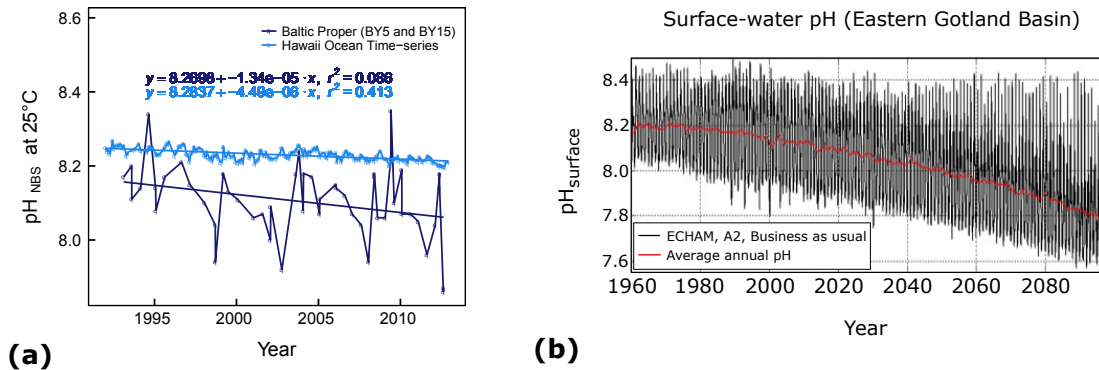 8.6
8.4
8.2
8.0
pH NBS at 25°C
Baltic Proper (BY5 and BY15)
Hawaii Ocean Time−series
y = 8.2698 + −1.34e−05 · x, r² = 0.086
y = 8.2837 + −4.49e−06 · x, r² = 0.413
1995 2000 2005 2010
Year
(a)
Surface-water pH (Eastern Gotland Basin)
8.4
8.2
8.0
7.8
7.6
pHsurface
ECHAM, A2, Business as usual
Average annual pH
1960 1980 2000 2020 2040 2060 2080
Year
(b)